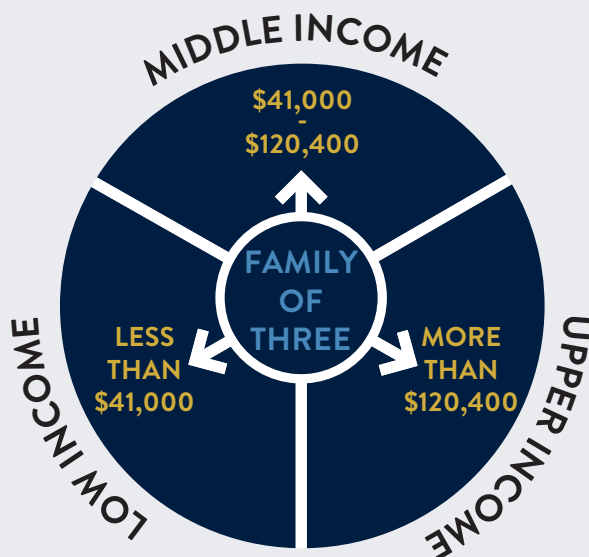 MIDDLE INCOME
$41,000
-
$120,400
FAMILY
OF
THREE
LESS
THAN
$41,000
MORE
THAN
$120,400
LOW INCOME
UPPER INCOME